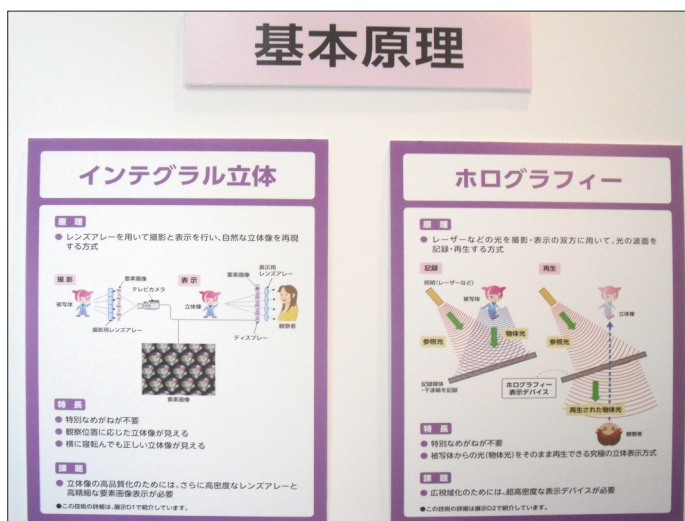 基本原理
インテグラル立体
原理
● レンズアレーを用いて撮影と表示を行い、自然な立体像を再現
する方式
撮影
要素画像
テレビカメラ
被写体
撮影用レンズアレー
表示
表示用
レンズアレー
立体像
ディスプレー
観察者
要素画像
特長
● 特別なめがねが不要
● 観察位置に応じた立体像が見える
● 横に寝転んでも正しい立体像が見える
課題
● 立体像の高品質化のためには、さらに高密度なレンズアレーと
高精細な要素画像表示が必要
●この技術の詳細は、展示D1で紹介しています。
ホログラフィー
原理
● レーザーなどの光を撮影・表示の双方に用いて、光の波面を
記録・再生する方式
記録
照明(レーザーなど)
被写体
参照光
物体光
記録媒体
・干渉縞を記録
再生
立体像
参照光
ホログラフィー
表示デバイス
再生された物体光
観察者
特長
● 特別なめがねが不要
● 被写体からの光(物体光)をそのまま再生できる究極の立体表示方式
課題
● 広視域化のためには、超高密度な表示デバイスが必要
●この技術の詳細は展示D2で紹介しています。